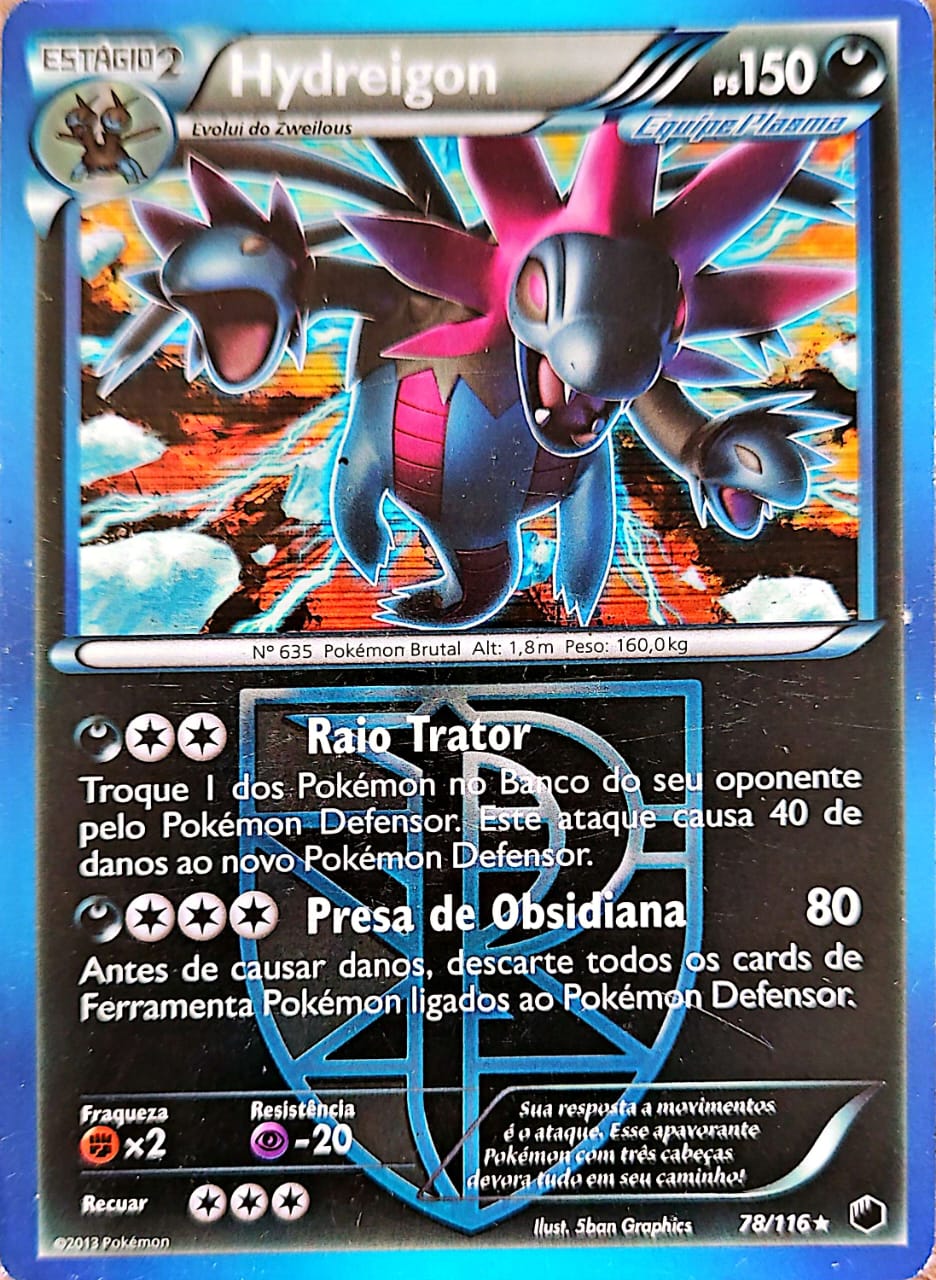 ESTÁGIO 2
Hydreigon
PS150
Evolui do Zweilous
Equipe Plasma
Nº 635 Pokémon Brutal Alt: 1,8m Peso: 160,0kg
Raio Trator
Troque 1 dos Pokémon no Banco do seu oponente
pelo Pokémon Defensor. Este ataque causa 40 de
danos ao novo Pokémon Defensor.
Presa de Obsidiana 80
Antes de causar danos, descarte todos os cards de
Ferramenta Pokémon ligados ao Pokémon Defensor.
Fraqueza
x2
Resistência
-20
Recuar
Sua resposta a movimentos
é o ataque. Esse apavorante
Pokémon com três cabeças
devora tudo em seu caminho!
Ilust. 5ban Graphics
78/116★
©2013 Pokémon